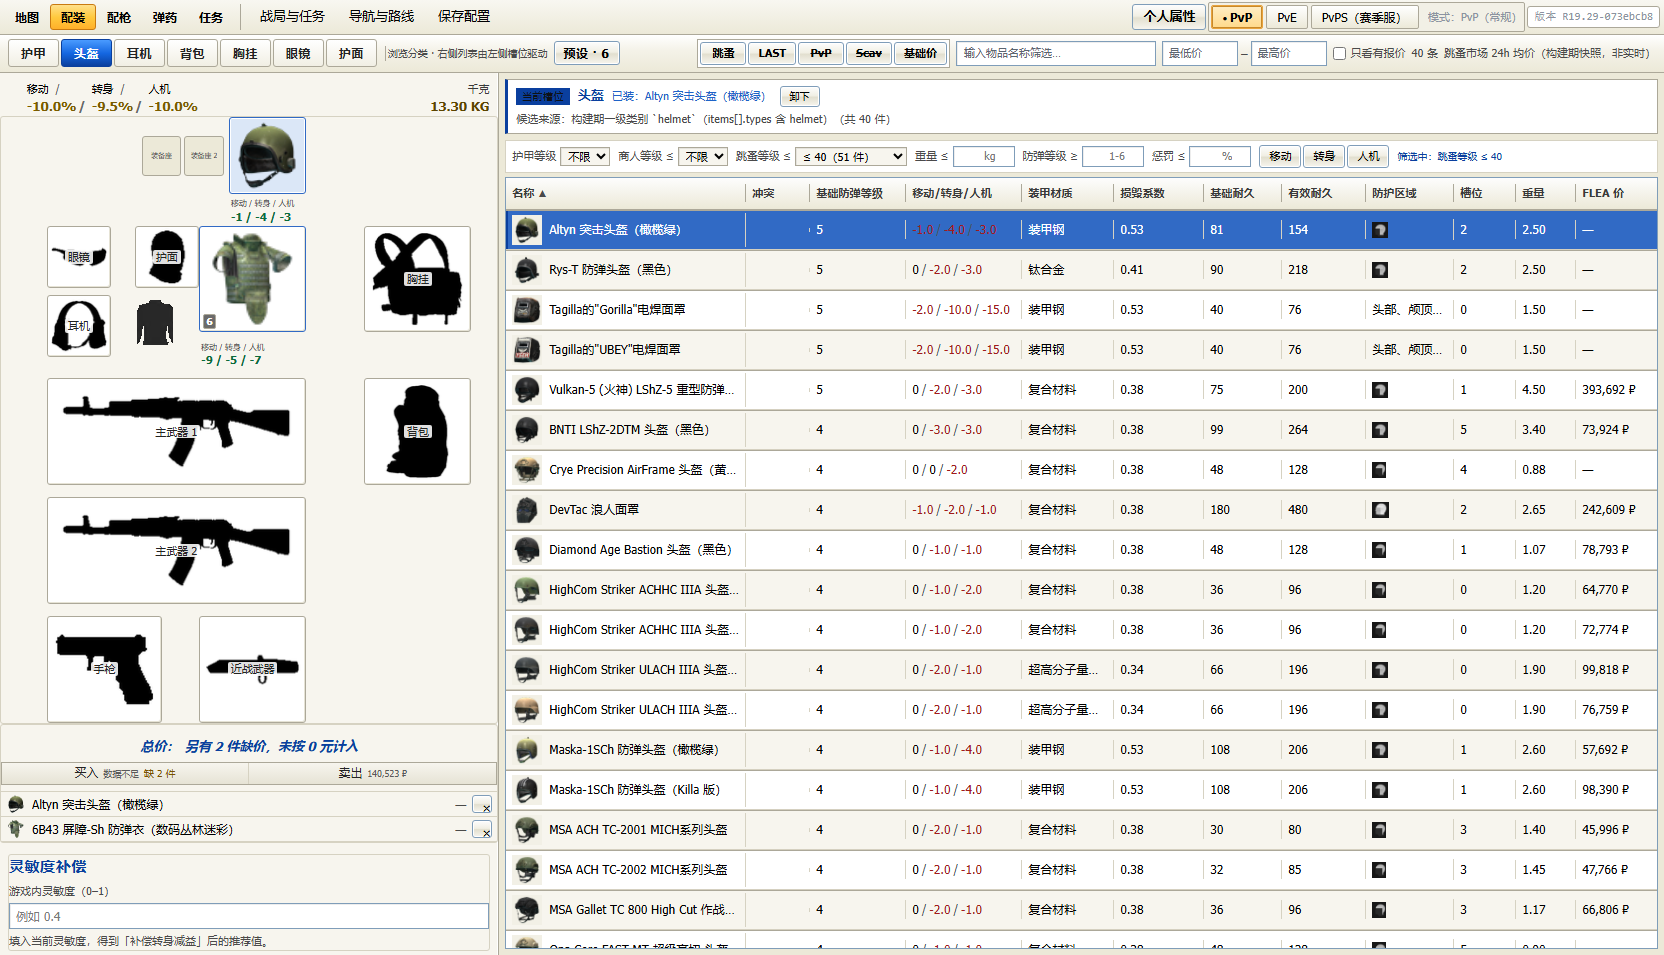 地图 配装 配枪 弹药 任务 战局与任务 导航与路线 保存配置 个人属性 • PvP PvE PvPS（赛季服） 模式：PvP（常规） 版本 R19.29-073ebcb8
护甲 头盔 耳机 背包 胸挂 眼镜 护面 浏览分类 · 右侧列表由左侧槽位驱动 预设 · 6 跳蚤 LAST PvP Scav 基础价 输入物品名称筛选... 最低价 — 最高价 只看有报价 40 条 跳蚤市场 24h 均价（构建期快照，非实时）
移动 / 转身 / 人机 千克
-10.0% / -9.5% / -10.0% 13.30 KG
装备座 装备座 2
移动 / 转身 / 人机
-1 / -4 / -3
眼镜 护面 胸挂
耳机 6
移动 / 转身 / 人机
-9 / -5 / -7
主武器 1 背包
主武器 2
手枪 近战武器
总价： 另有 2 件缺价，未按 0 元计入
买入 数据不足 缺 2 件 卖出 140,523 ₽
Altyn 突击头盔（橄榄绿） — ×
6B43 屏障-Sh 防弹衣（数码丛林迷彩） — ×
灵敏度补偿
游戏内灵敏度（0–1）
例如 0.4
填入当前灵敏度，得到「补偿转身减益」后的推荐值。
当前槽位 头盔 已装：Altyn 突击头盔（橄榄绿） 卸下
候选来源：构建期一级类别 `helmet`（items[].types 含 helmet）（共 40 件）
护甲等级 不限 商人等级 ≤ 不限 跳蚤等级 ≤ ≤ 40（51 件） 重量 ≤ kg 防弹等级 ≥ 1-6 惩罚 ≤ % 移动 转身 人机 筛选中：跳蚤等级 ≤ 40
名称 ▲ 冲突 基础防弹等级 移动/转身/人机 装甲材质 损毁系数 基础耐久 有效耐久 防护区域 槽位 重量 FLEA 价
Altyn 突击头盔（橄榄绿） 5 -1.0 / -4.0 / -3.0 装甲钢 0.53 81 154 2 2.50 —
Rys-T 防弹头盔（黑色） 5 0 / -2.0 / -3.0 钛合金 0.41 90 218 2 2.50 —
Tagilla的"Gorilla"电焊面罩 5 -2.0 / -10.0 / -15.0 装甲钢 0.53 40 76 头部、颅顶... 0 1.50 —
Tagilla的"UBEY"电焊面罩 5 -2.0 / -10.0 / -15.0 装甲钢 0.53 40 76 头部、颅顶... 0 1.50 —
Vulkan-5 (火神) LShZ-5 重型防弹... 5 0 / -2.0 / -3.0 复合材料 0.38 75 200 1 4.50 393,692 ₽
BNTI LShZ-2DTM 头盔（黑色） 4 0 / -3.0 / -3.0 复合材料 0.38 99 264 5 3.40 73,924 ₽
Crye Precision AirFrame 头盔（黄... 4 0 / 0 / -2.0 复合材料 0.38 48 128 4 0.88 —
DevTac 浪人面罩 4 -1.0 / -2.0 / -1.0 复合材料 0.38 180 480 2 2.65 242,609 ₽
Diamond Age Bastion 头盔（黑色） 4 0 / -1.0 / -1.0 复合材料 0.38 48 128 1 1.07 78,793 ₽
HighCom Striker ACHHC IIIA 头盔... 4 0 / -1.0 / -2.0 复合材料 0.38 36 96 0 1.20 64,770 ₽
HighCom Striker ACHHC IIIA 头盔... 4 0 / -1.0 / -2.0 复合材料 0.38 36 96 0 1.20 72,774 ₽
HighCom Striker ULACH IIIA 头盔... 4 0 / -2.0 / -1.0 超高分子量... 0.34 66 196 0 1.90 99,818 ₽
HighCom Striker ULACH IIIA 头盔... 4 0 / -2.0 / -1.0 超高分子量... 0.34 66 196 0 1.90 76,759 ₽
Maska-1SCh 防弹头盔（橄榄绿） 4 0 / -1.0 / -4.0 装甲钢 0.53 108 206 1 2.60 57,692 ₽
Maska-1SCh 防弹头盔（Killa 版） 4 0 / -1.0 / -4.0 装甲钢 0.53 108 206 1 2.60 98,390 ₽
MSA ACH TC-2001 MICH系列头盔 4 0 / -2.0 / -1.0 复合材料 0.38 30 80 3 1.40 45,996 ₽
MSA ACH TC-2002 MICH系列头盔 4 0 / -2.0 / -1.0 复合材料 0.38 32 85 3 1.45 47,766 ₽
MSA Gallet TC 800 High Cut 作战... 4 0 / -2.0 / -1.0 复合材料 0.38 36 96 3 1.17 66,806 ₽